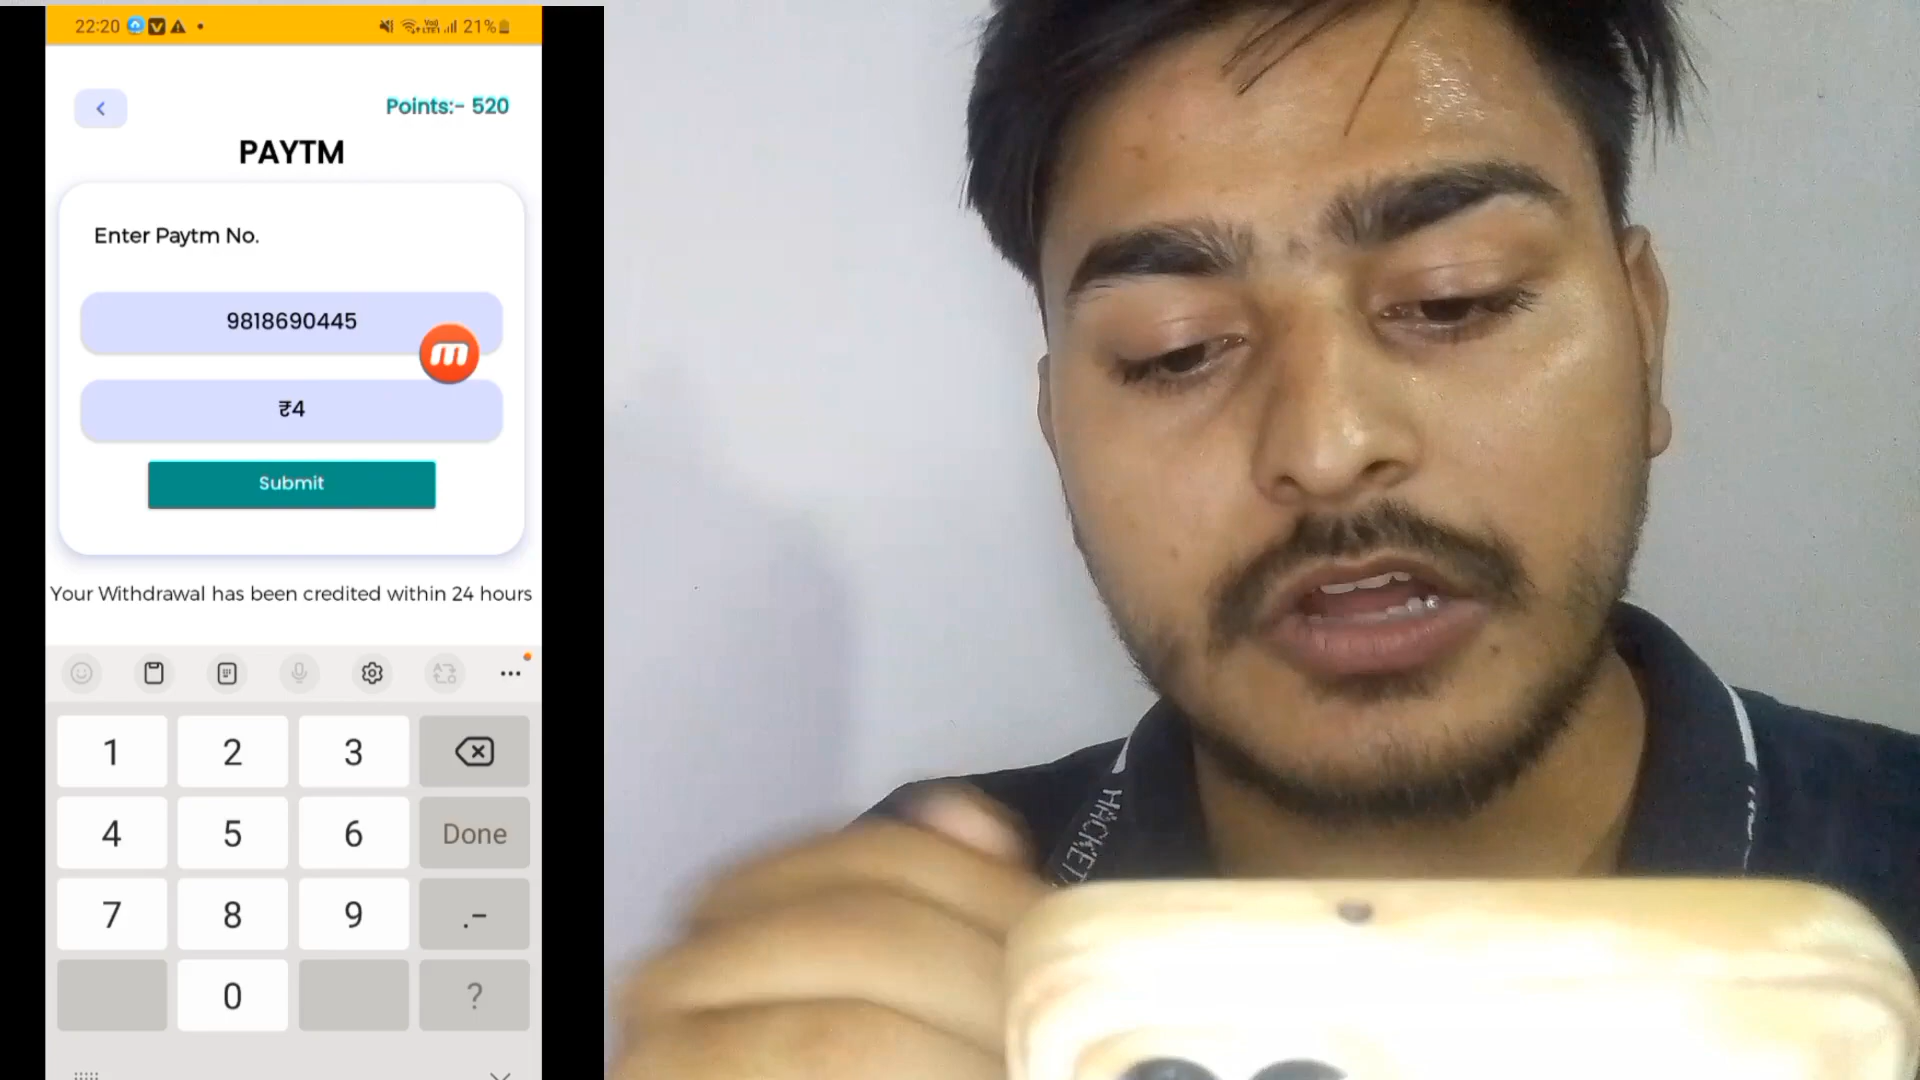 22:20
21%
Points:- 520
PAYTM
Enter Paytm No.
9818690445
₹4
Submit
Your Withdrawal has been credited within 24 hours
1 2 3
4 5 6 Done
7 8 9 .-
0 ?